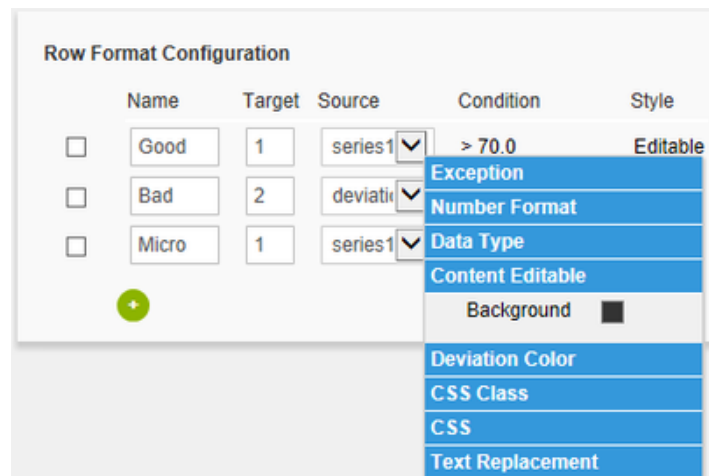 Row Format Configuration
Name Target Source Condition Style
Good 1 series1 > 70.0 Editable
Exception
Bad 2 deviati
Number Format
Micro 1 series1
Data Type
Content Editable
Background
Deviation Color
CSS Class
CSS
Text Replacement